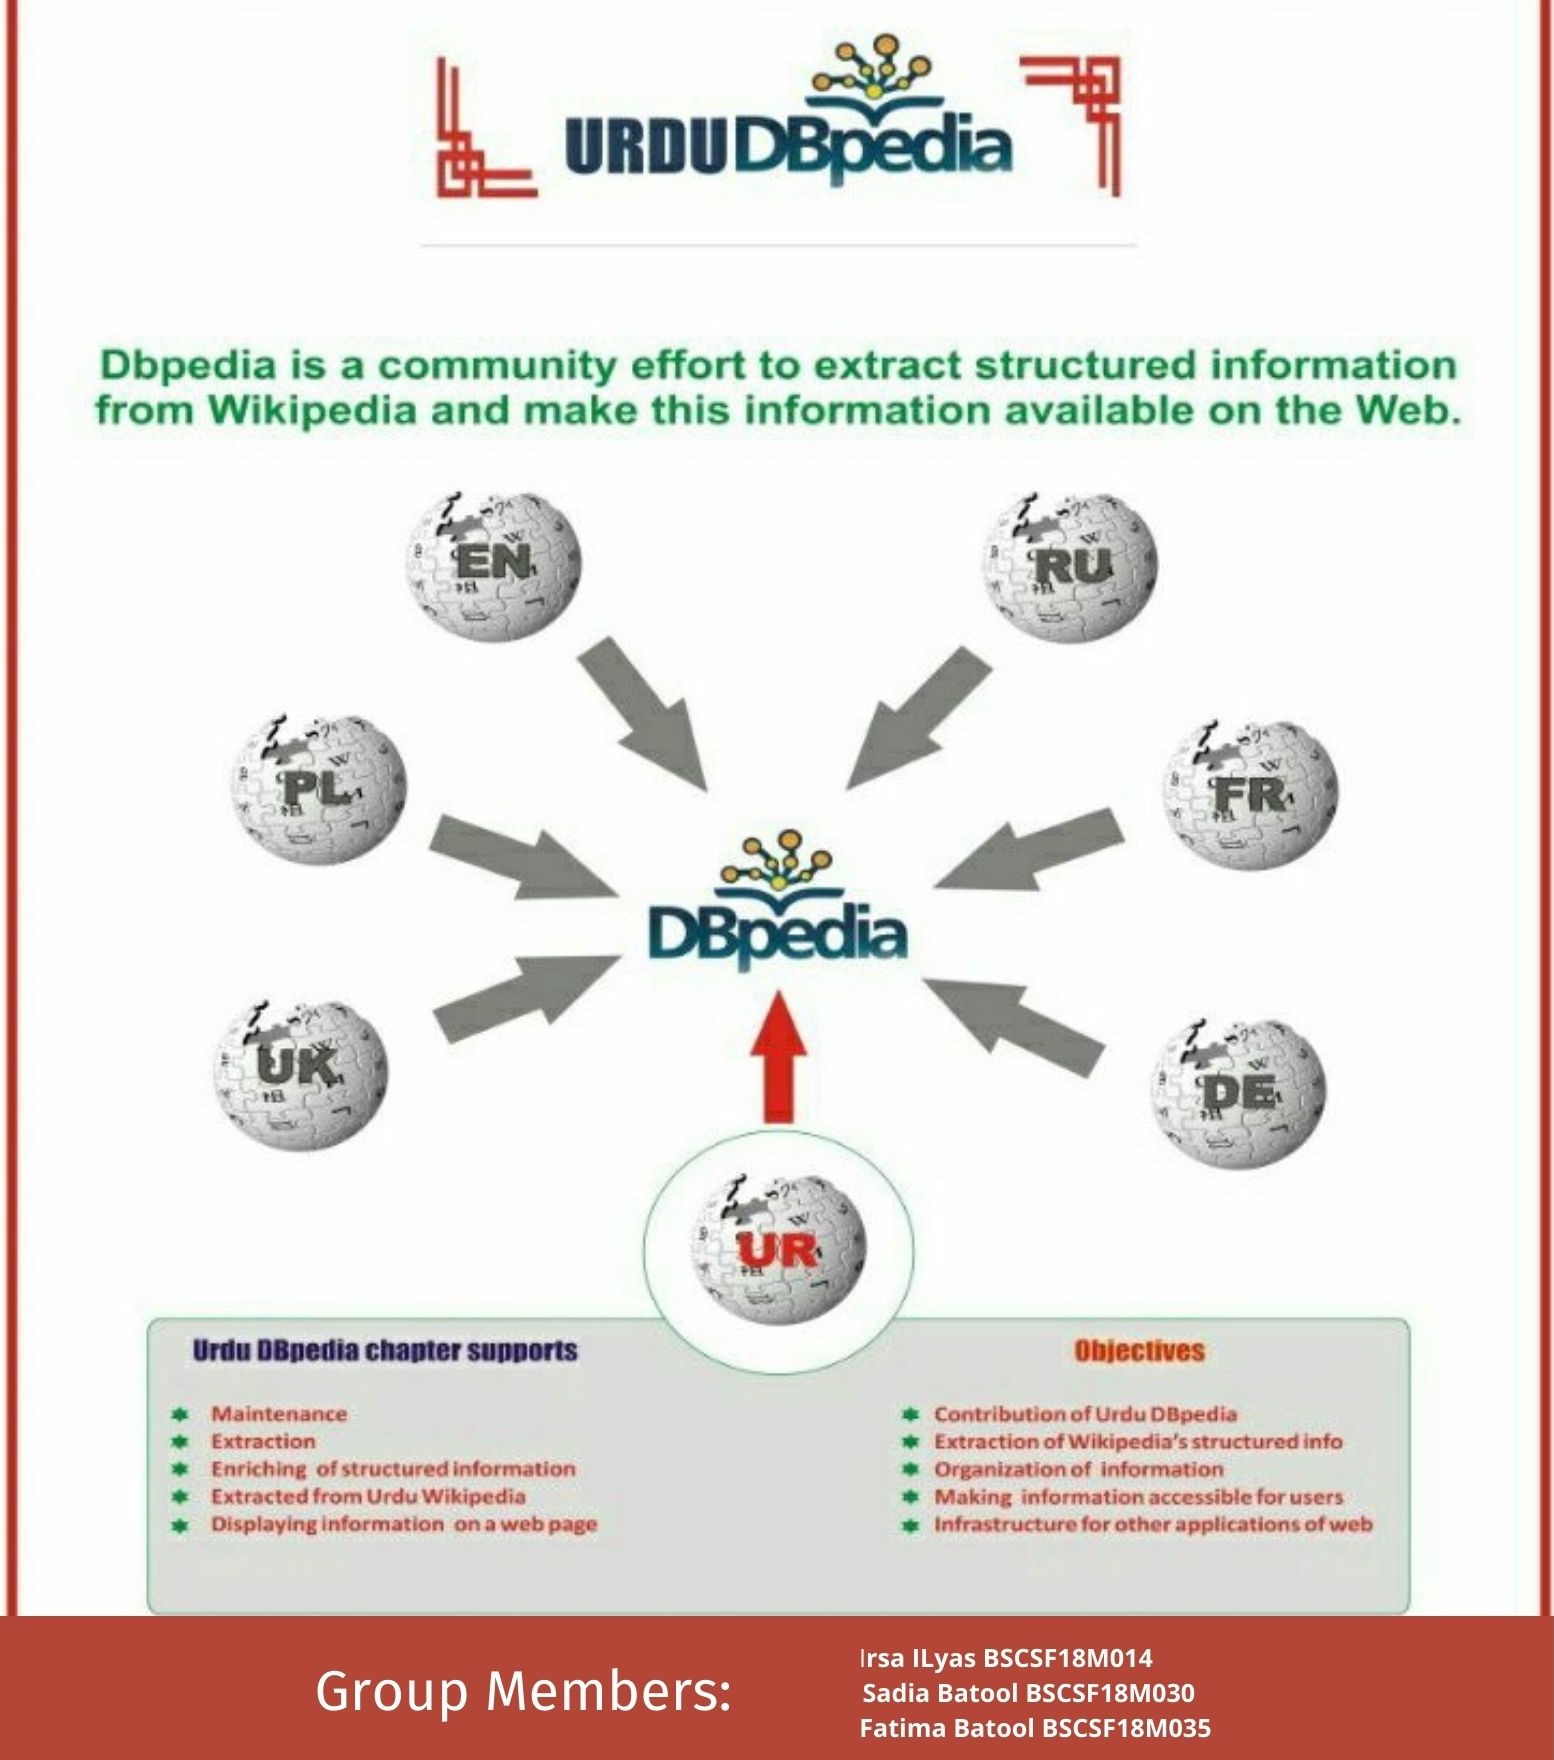 URDU DBpedia
Dbpedia is a community effort to extract structured information
from Wikipedia and make this information available on the Web.
EN
RU
PL
FR
DBpedia
UK
DE
UR
Urdu DBpedia chapter supports
Maintenance
Extraction
Enriching of structured information
Extracted from Urdu Wikipedia
Displaying information on a web page
Objectives
Contribution of Urdu DBpedia
Extraction of Wikipedia's structured info
Organization of information
Making information accessible for users
Infrastructure for other applications of web
Group Members:
Irsa ILyas BSCSF18M014
Sadia Batool BSCSF18M030
Fatima Batool BSCSF18M035